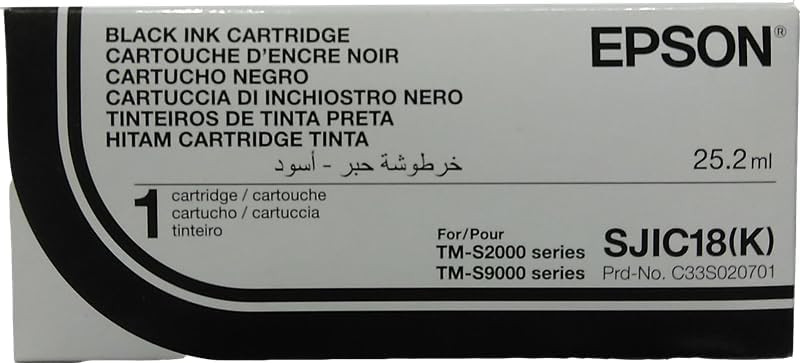 BLACK INK CARTRIDGE
CARTOUCHE D'ENCRE NOIR
CARTUCHO NEGRO
CARTUCCIA DI INCHIOSTRO NERO
TINTEIROS DE TINTA PRETA
HITAM CARTRIDGE TINTA
خرطوشة حبر - أسود
EPSON®
25.2 ml
1
cartridge / cartouche
cartucho / cartuccia
tinteiro
For/Pour
TM-S2000 series
TM-S9000 series
SJIC18(K)
Prd-No. C33S020701